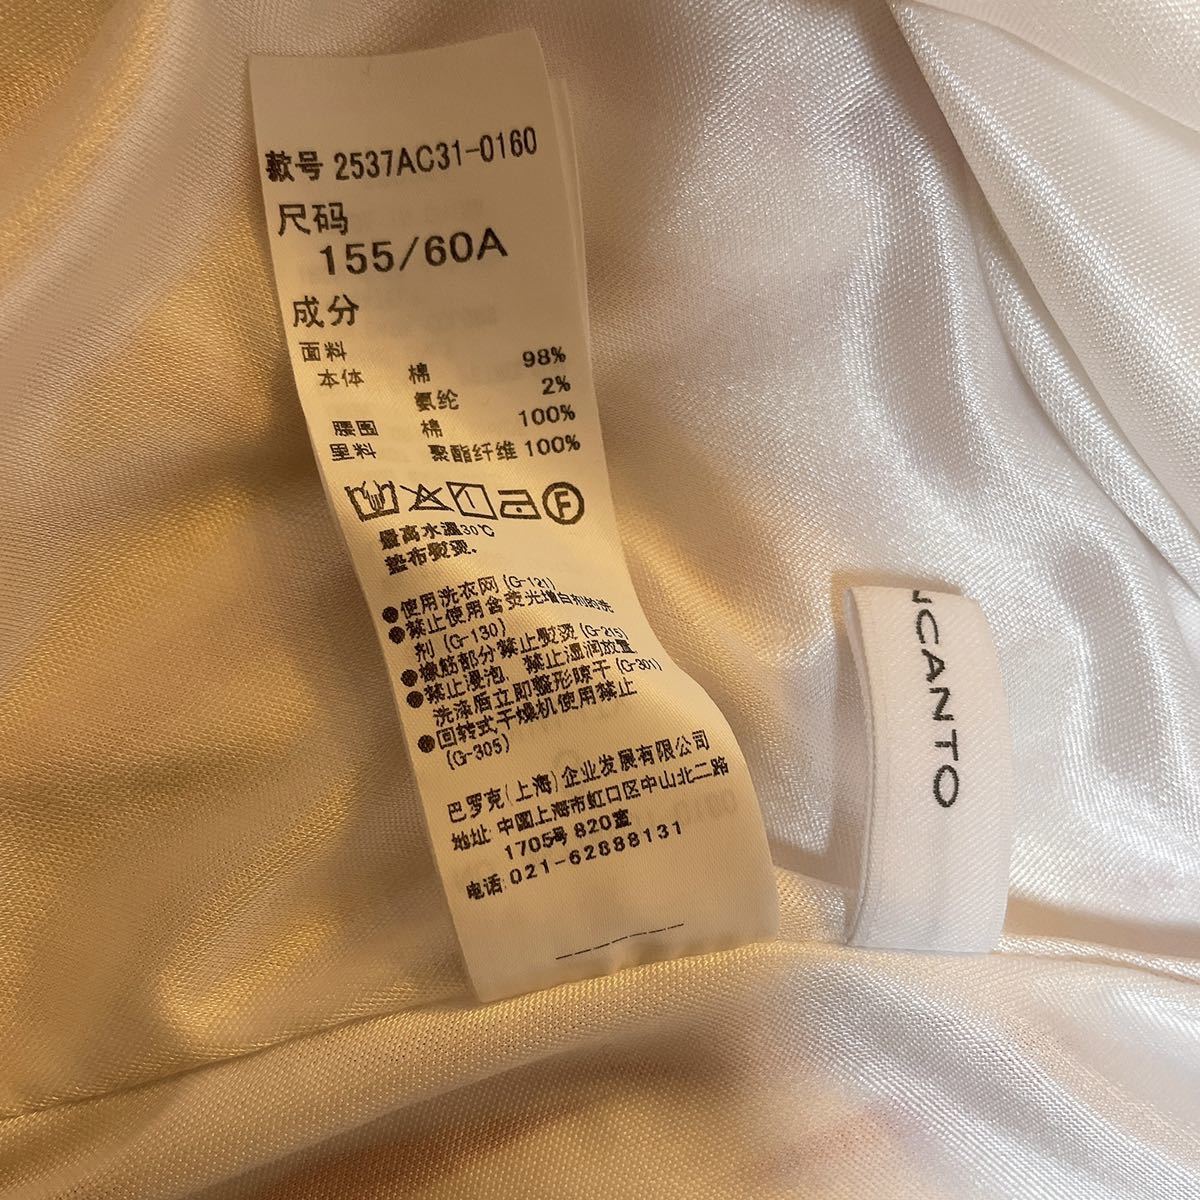 款号 2537AC31-0160
尺码
155/60A
成分
面料
本体 棉 98%
氨纶 2%
腰围 棉 100%
里料 聚酯纤维 100%
F
最高水温30℃
垫布熨烫.
●使用洗衣网 (G-121)
●禁止使用含荧光增白剂的洗
剂 (G-130)
●橡筋部分禁止熨烫 (G-215)
●禁止浸泡, 禁止湿润放置
洗涤后立即整形晾干 (G-301)
●回转式干燥机使用禁止
(G-305)
巴罗克(上海)企业发展有限公司
地址: 中国上海市虹口区中山北二路
1705号 820室
电话: 021-62888131
NCANTO